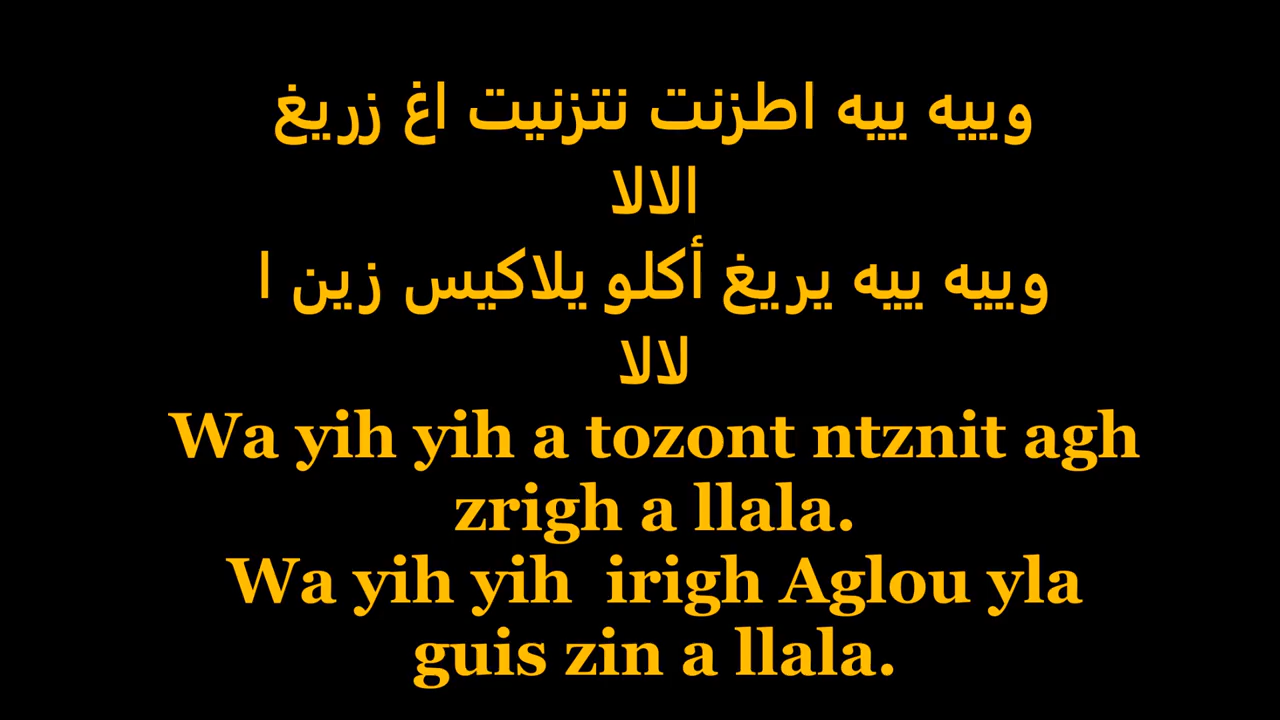 وييه ييه اطزنت نتزنيت اغ زريغ
الالا
وييه ييه يريغ أكلو يلاكيس زين ا
لالا
Wa yih yih a tozont ntznit agh
zrigh a llala.
Wa yih yih  irigh Aglou yla
guis zin a llala.